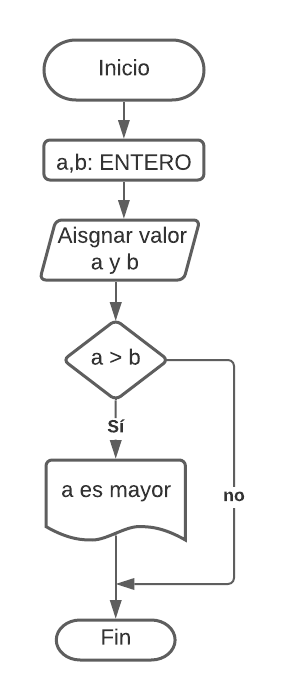 Inicio
a,b: ENTERO
Aisgnar valor
a y b
a > b
Sí
a es mayor
no
Fin